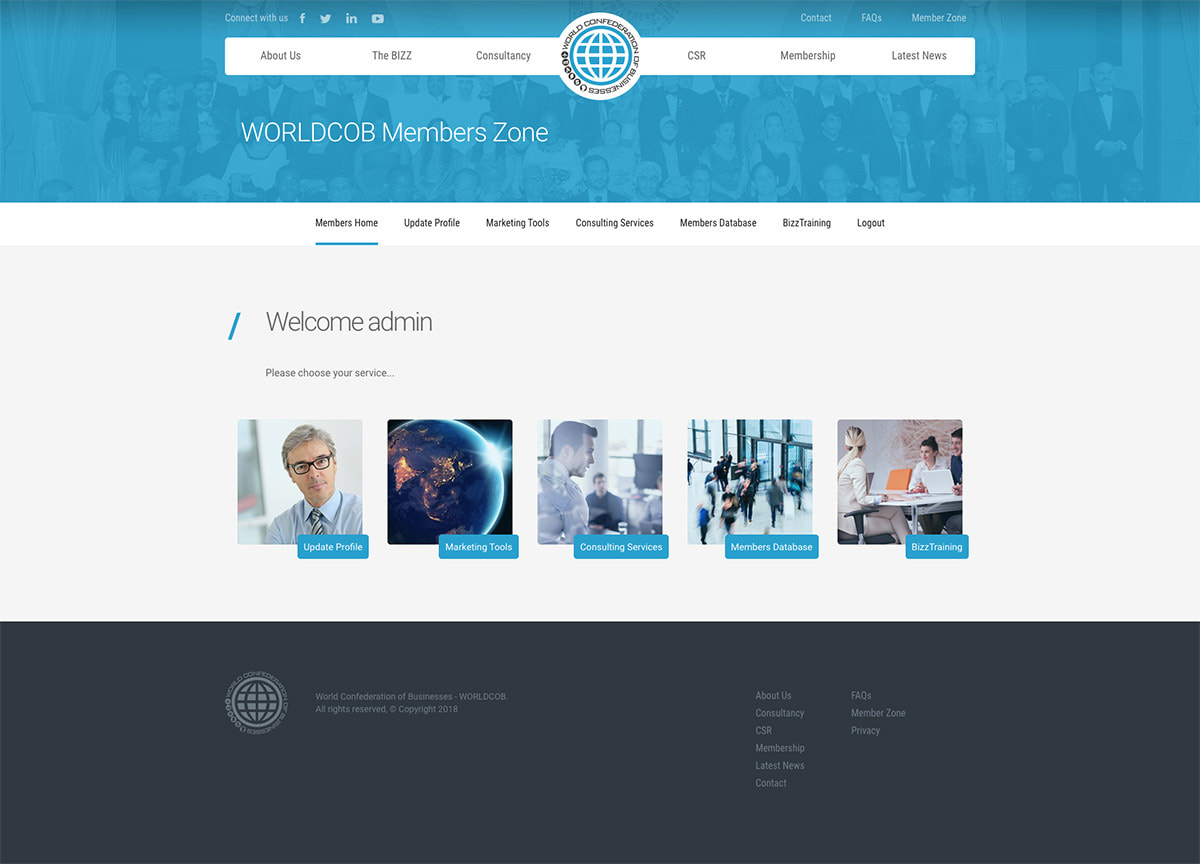 Connect with us
Contact FAQs Member Zone
About Us The BIZZ Consultancy CSR Membership Latest News
WORLD CONFEDERATION OF BUSINESSES
WORLDCOB Members Zone
Members Home Update Profile Marketing Tools Consulting Services Members Database BizzTraining Logout
Welcome admin
Please choose your service...
Update Profile Marketing Tools Consulting Services Members Database BizzTraining
WORLD CONFEDERATION OF BUSINESSES
World Confederation of Businesses - WORLDCOB.
All rights reserved, © Copyright 2018
About Us
Consultancy
CSR
Membership
Latest News
Contact
FAQs
Member Zone
Privacy